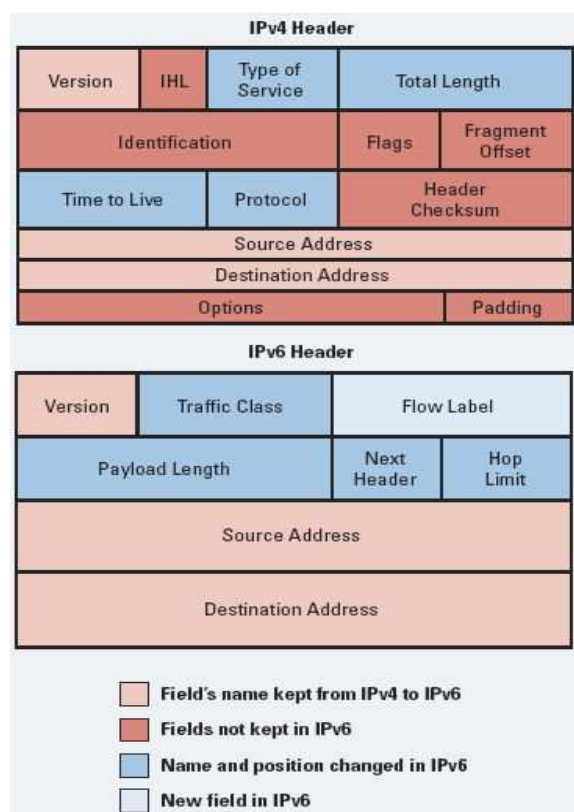 IPv4 Header
Version IHL Type of Service Total Length
Identification Flags Fragment Offset
Time to Live Protocol Header Checksum
Source Address
Destination Address
Options Padding
IPv6 Header
Version Traffic Class Flow Label
Payload Length Next Header Hop Limit
Source Address
Destination Address
Field's name kept from IPv4 to IPv6
Fields not kept in IPv6
Name and position changed in IPv6
New field in IPv6